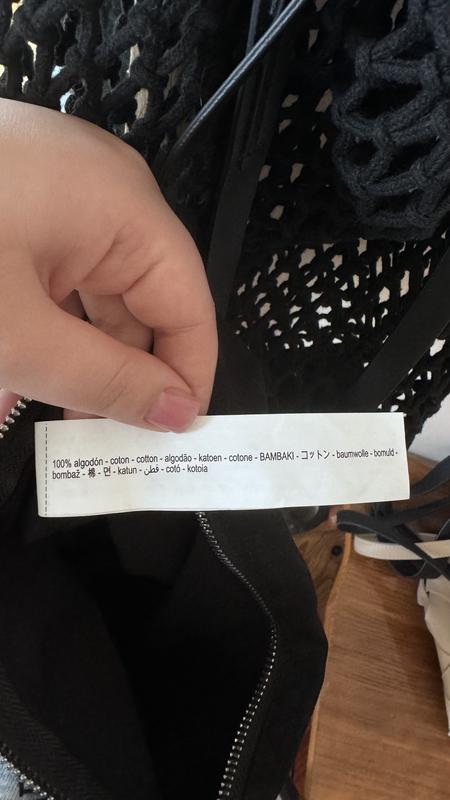 100% algodón - coton - cotton - algodão - katoen - cotone - BAMBAKI - コットン - baumwolle - bomuld -
bombaž - 棉 - 면 - katun - قطن - cotó - kotoia